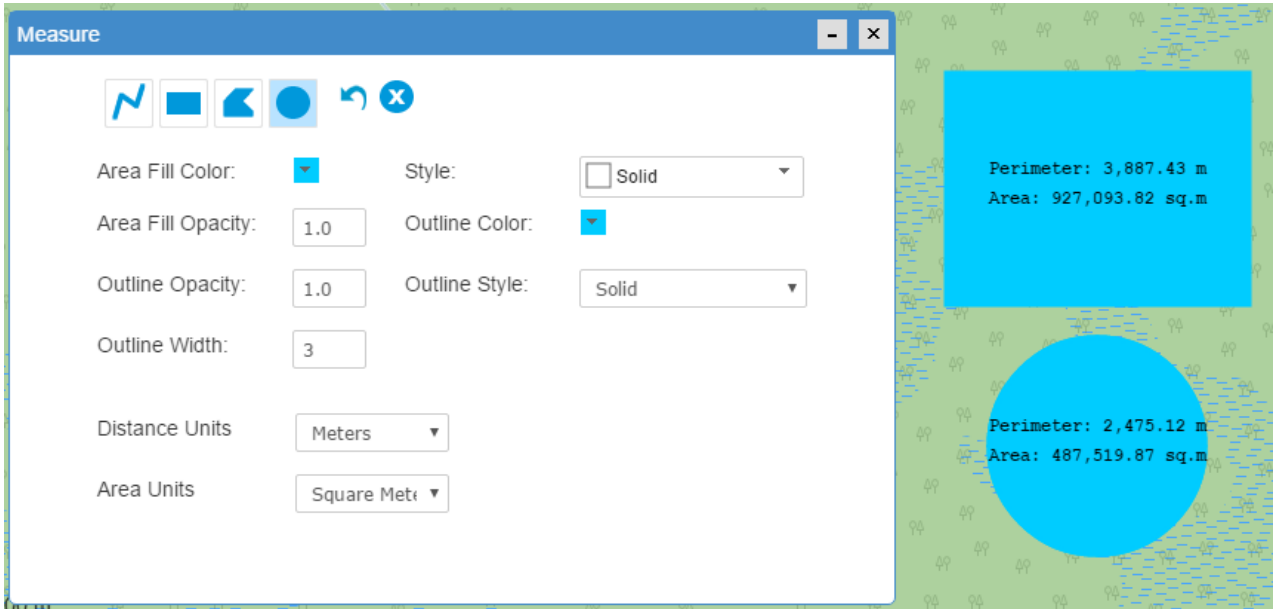 Measure
Area Fill Color:
Style:
Solid
Area Fill Opacity:
1.0
Outline Color:
Outline Opacity:
1.0
Outline Style:
Solid
Outline Width:
3
Distance Units
Meters
Area Units
Square Mete
Perimeter: 3,887.43 m
Area: 927,093.82 sq.m
Perimeter: 2,475.12 m
Area: 487,519.87 sq.m